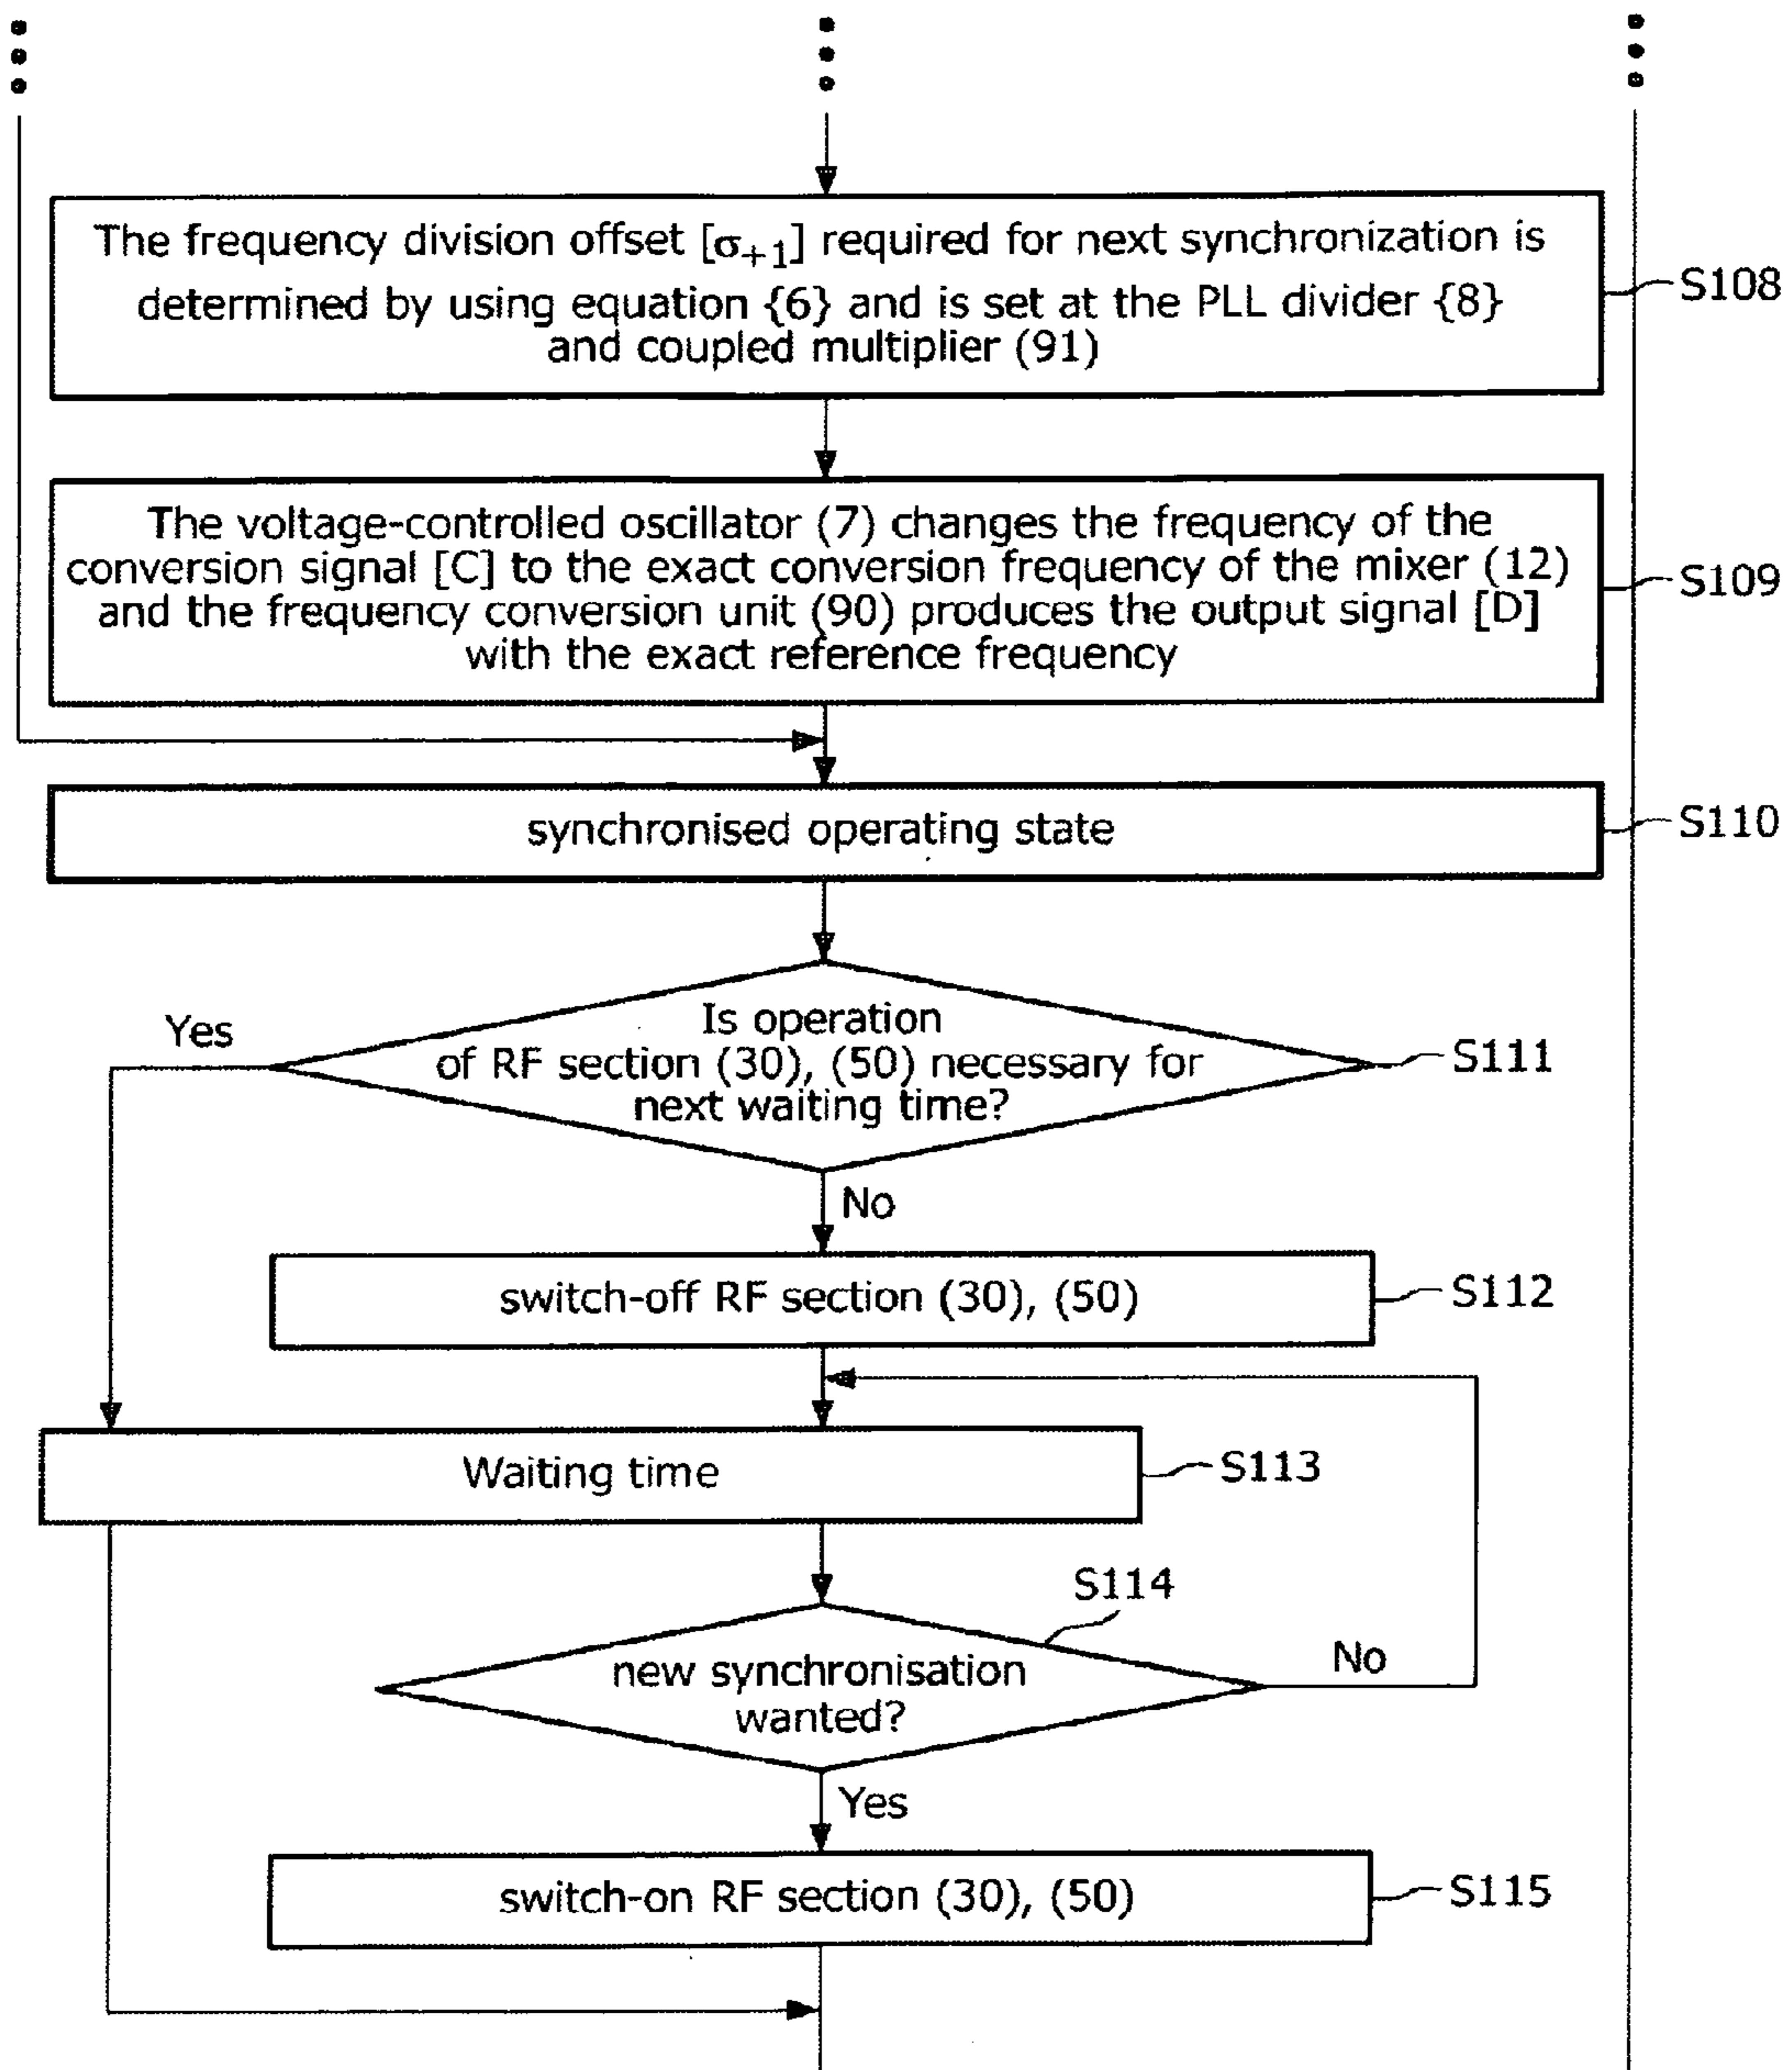 The frequency division offset [σ+1] required for next synchronization is
determined by using equation {6} and is set at the PLL divider {8}
and coupled multiplier (91)
S108
The voltage-controlled oscillator (7) changes the frequency of the
conversion signal [C] to the exact conversion frequency of the mixer (12)
and the frequency conversion unit (90) produces the output signal [D]
with the exact reference frequency
S109
synchronised operating state
S110
Is operation
of RF section (30), (50) necessary for
next waiting time?
Yes
S111
No
switch-off RF section (30), (50)
S112
Waiting time
S113
S114
new synchronisation
wanted?
No
Yes
switch-on RF section (30), (50)
S115